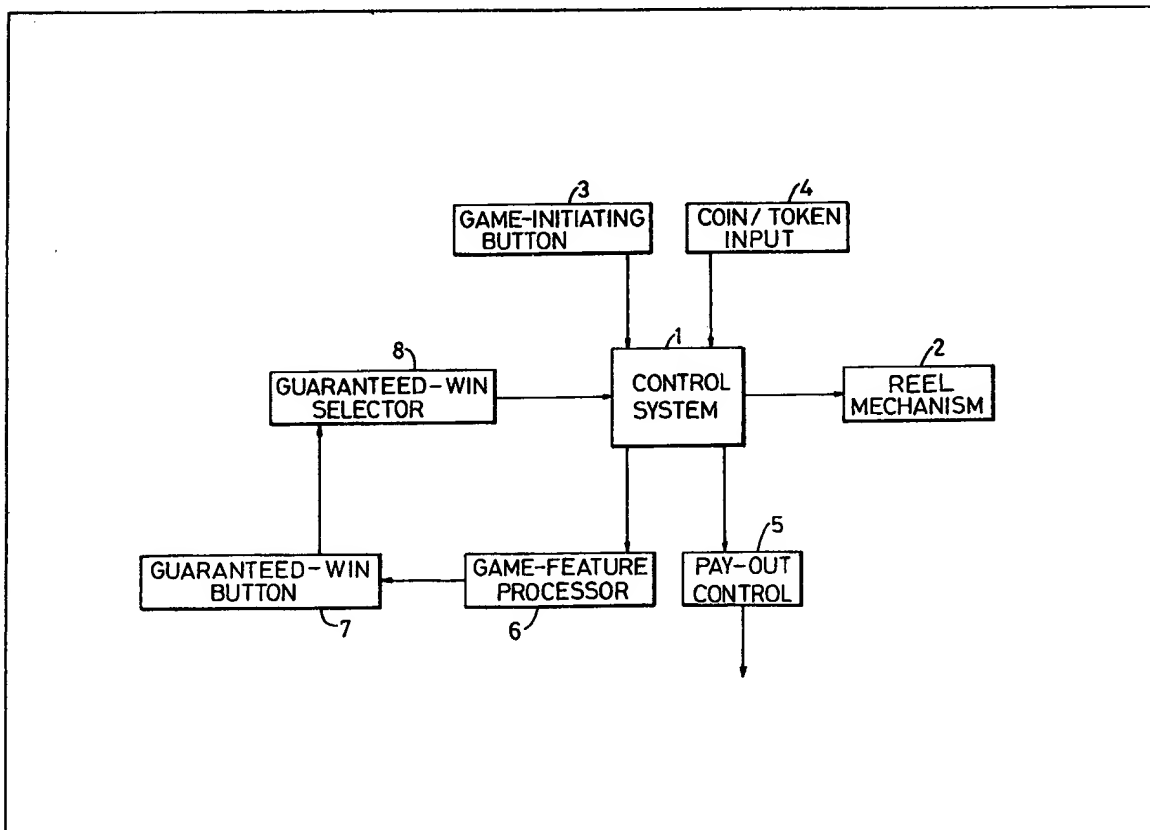 3
GAME-INITIATING
BUTTON
4
COIN/TOKEN
INPUT
1
CONTROL
SYSTEM
2
REEL
MECHANISM
8
GUARANTEED-WIN
SELECTOR
GUARANTEED-WIN
BUTTON
7
GAME-FEATURE
PROCESSOR
6
5
PAY-OUT
CONTROL